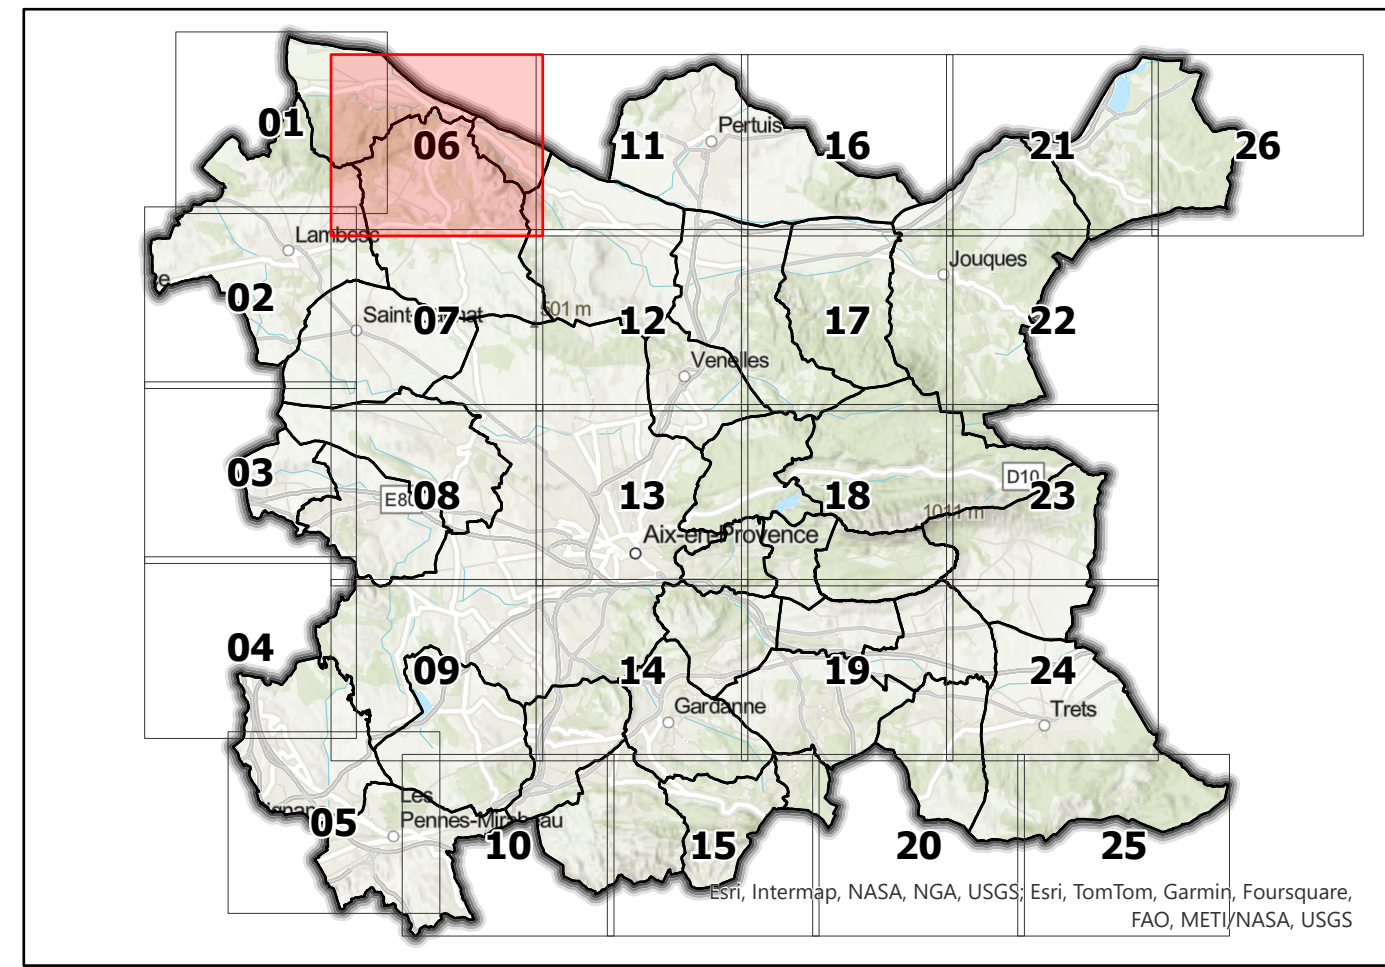 01
06
11
Pertuis
16
21
26
Lambesc
02
Saint-Cannat
07
501 m
12
17
Jouques
22
Venelles
03
E80
08
13
18
D10
23
1011 m
Aix-en-Provence
04
09
14
19
24
Gardanne
Trets
05
Les
Pennes-Mirabeau
10
15
20
25
Esri, Intermap, NASA, NGA, USGS; Esri, TomTom, Garmin, Foursquare,
FAO, METI/NASA, USGS